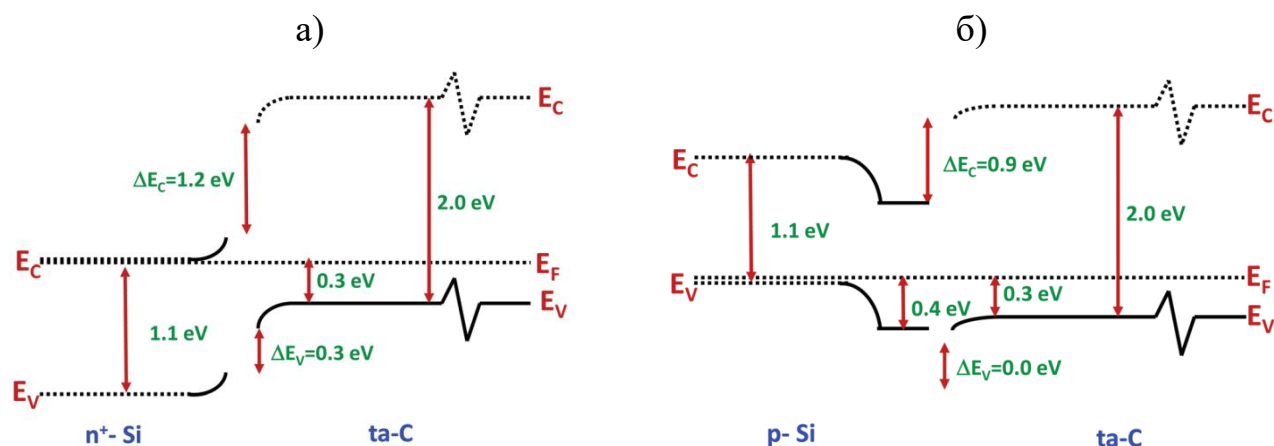 а)
E_C
ΔE_C=1.2 eV
2.0 eV
E_C
E_F
0.3 eV
E_V
1.1 eV
ΔE_V=0.3 eV
E_V
n⁺- Si
ta-C
б)
E_C
E_C
ΔE_C=0.9 eV
1.1 eV
2.0 eV
E_F
E_V
0.3 eV
0.4 eV
E_V
ΔE_V=0.0 eV
p- Si
ta-C